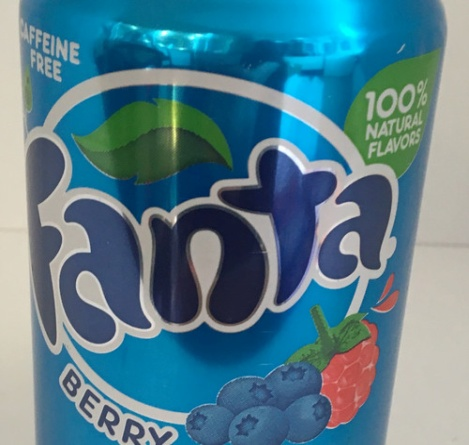 CAFFEINE
FREE
100%
NATURAL
FLAVORS
Fanta
BERRY